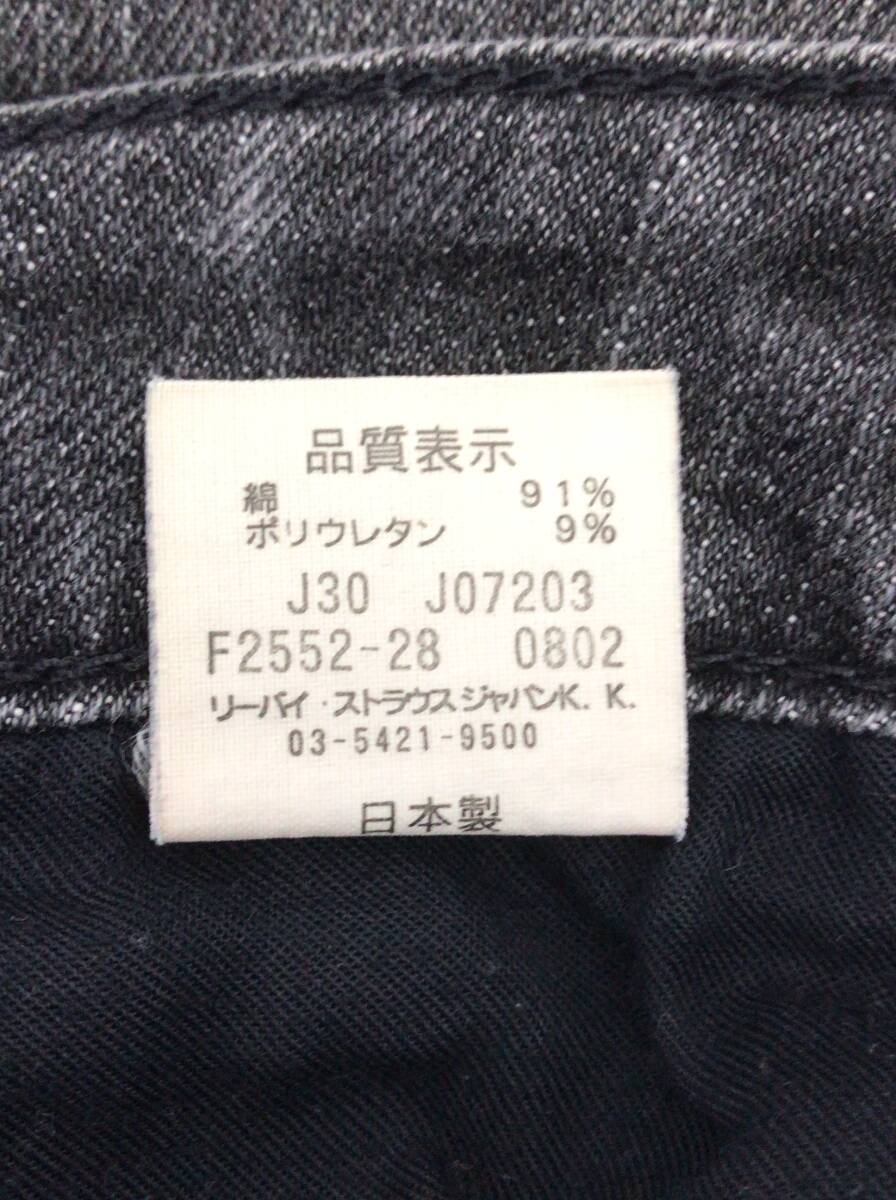 品質表示
綿 91%
ポリウレタン 9%
J30 J07203
F2552-28 0802
リーバイ・ストラウスジャパンK.K.
03-5421-9500
日本製